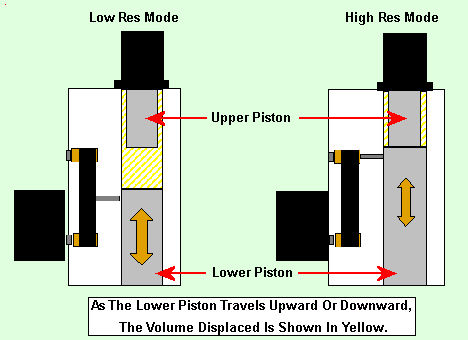 Low Res Mode
High Res Mode
Upper Piston
Lower Piston
As The Lower Piston Travels Upward Or Downward,
The Volume Displaced Is Shown In Yellow.